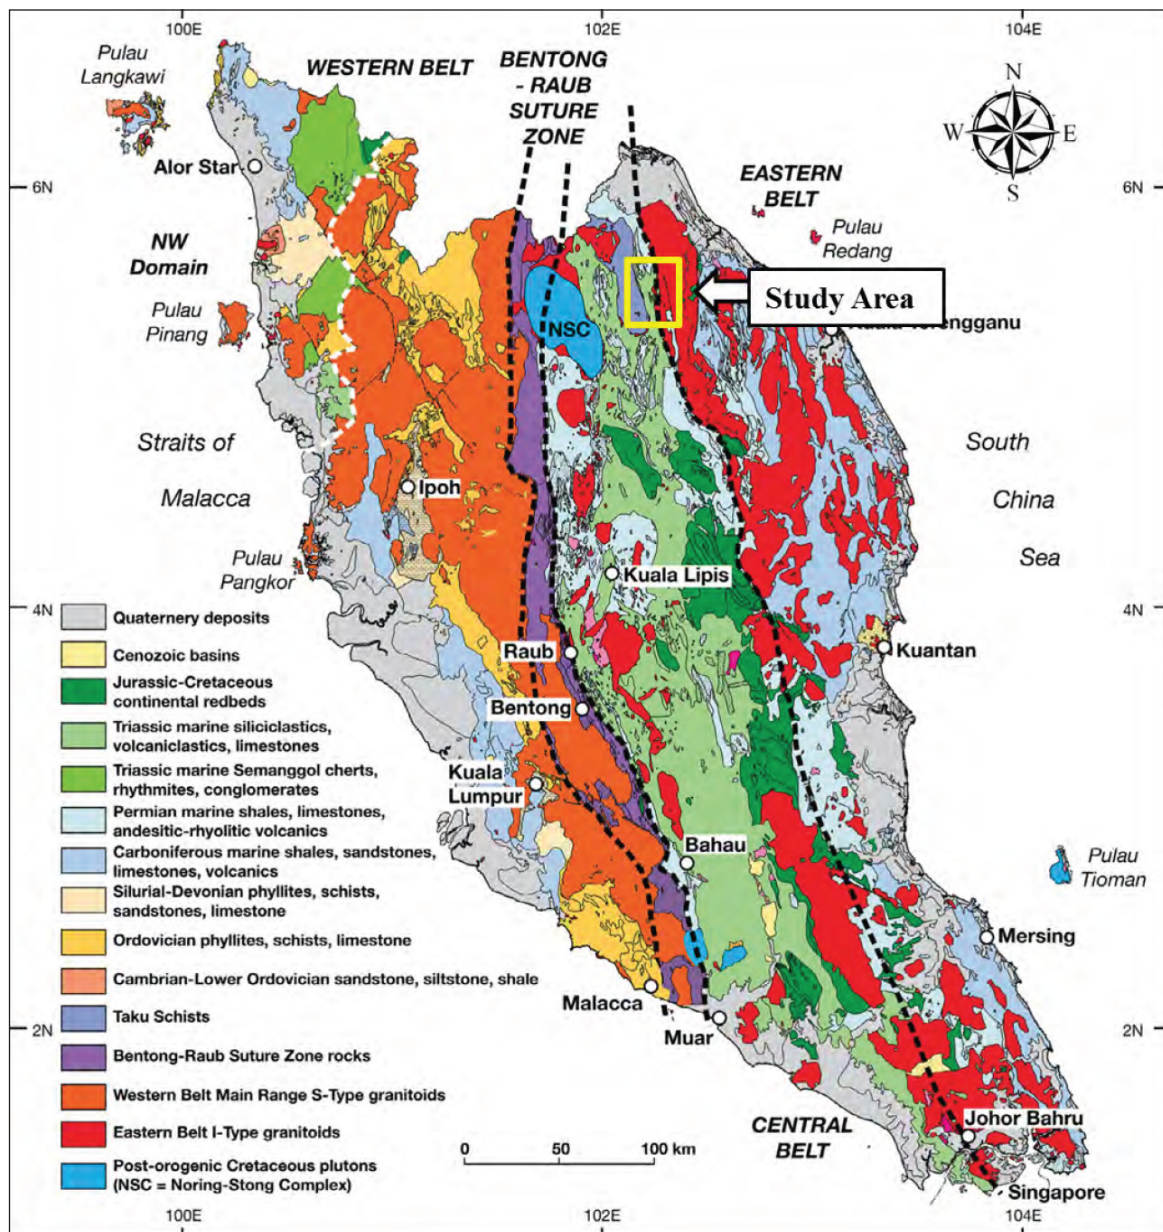 100E
102E
104E
Pulau
Langkawi
WESTERN BELT
BENTONG
- RAUB
SUTURE
ZONE
N
W
E
S
Alor Star
6N
6N
EASTERN
BELT
Pulau
Redang
NW
Domain
Pulau
Pinang
NSC
Study Area
engganu
Straits of
Malacca
South
China
Sea
Ipoh
Pulau
Pangkor
Kuala Lipis
4N
4N
Raub
Kuantan
Bentong
Kuala
Lumpur
Bahau
Pulau
Tioman
Mersing
Malacca
Muar
2N
2N
CENTRAL
BELT
Johor Bahru
Singapore
Quaternery deposits
Cenozoic basins
Jurassic-Cretaceous
continental redbeds
Triassic marine siliciclastics,
volcaniclastics, limestones
Triassic marine Semanggol cherts,
rhythmites, conglomerates
Permian marine shales, limestones,
andesitic-rhyolitic volcanics
Carboniferous marine shales, sandstones,
limestones, volcanics
Silurial-Devonian phyllites, schists,
sandstones, limestone
Ordovician phyllites, schists, limestone
Cambrian-Lower Ordovician sandstone, siltstone, shale
Taku Schists
Bentong-Raub Suture Zone rocks
Western Belt Main Range S-Type granitoids
Eastern Belt I-Type granitoids
Post-orogenic Cretaceous plutons
(NSC = Noring-Stong Complex)
0 50 100 km
100E
102E
104E